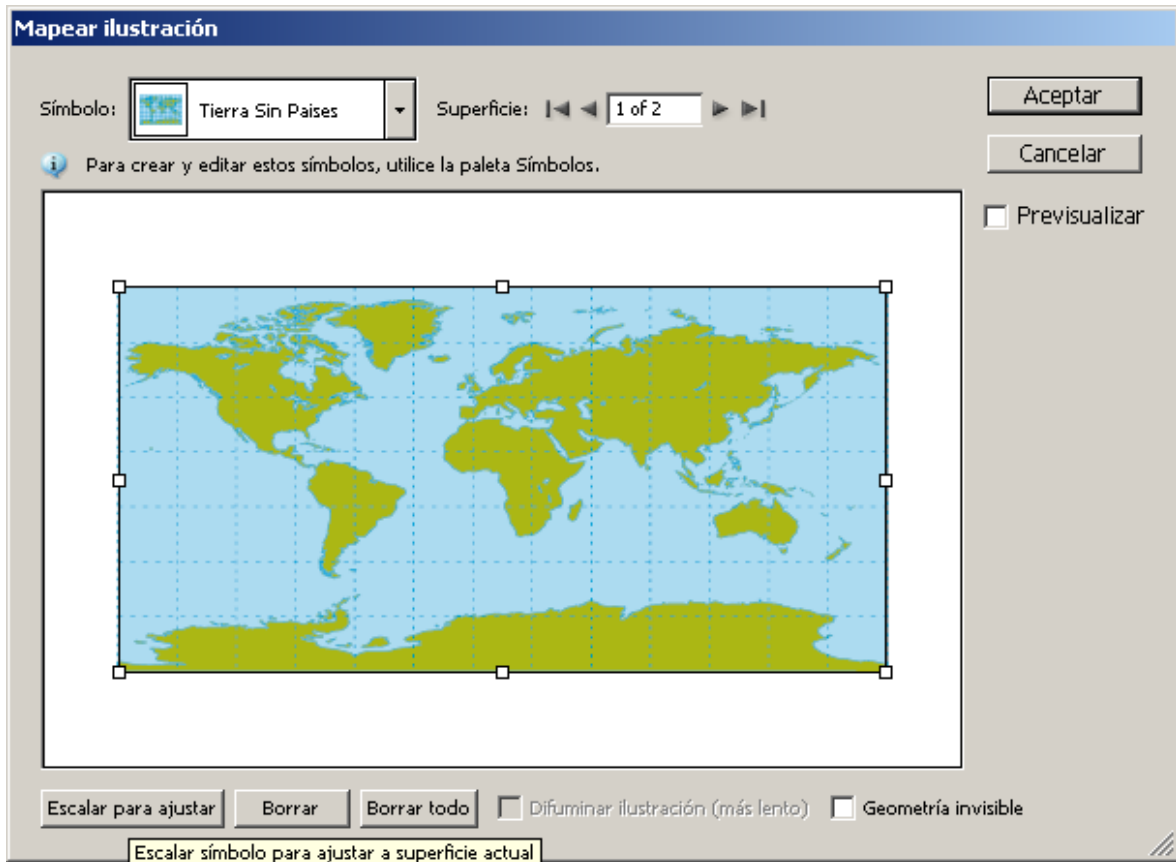 Mapear ilustración
Símbolo: Tierra Sin Paises Superficie: 1 of 2
Aceptar
Cancelar
Para crear y editar estos símbolos, utilice la paleta Símbolos.
Previsualizar
Escalar para ajustar Borrar Borrar todo Difuminar ilustración (más lento) Geometría invisible
Escalar símbolo para ajustar a superficie actual